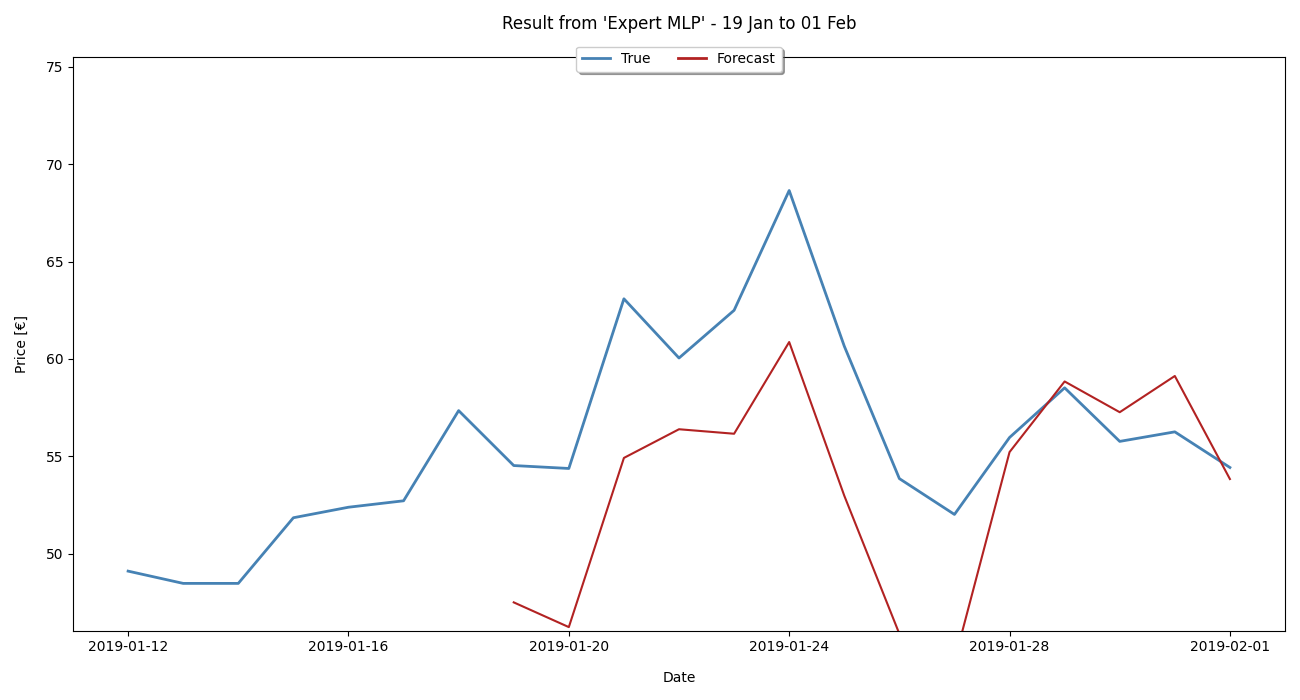 Result from 'Expert MLP' - 19 Jan to 01 Feb
True Forecast
75
70
65
60
55
50
Price [€]
2019-01-12 2019-01-16 2019-01-20 2019-01-24 2019-01-28 2019-02-01
Date